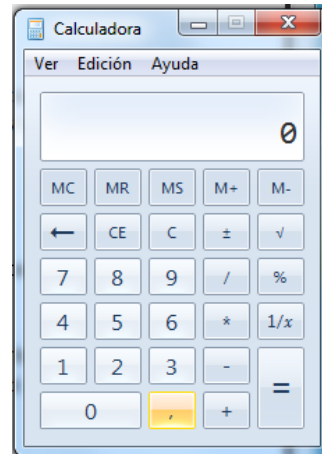 Calculadora
Ver Edición Ayuda
0
MC MR MS M+ M-
← CE C ± √
7 8 9 / %
4 5 6 * 1/x
1 2 3 - =
0 , +